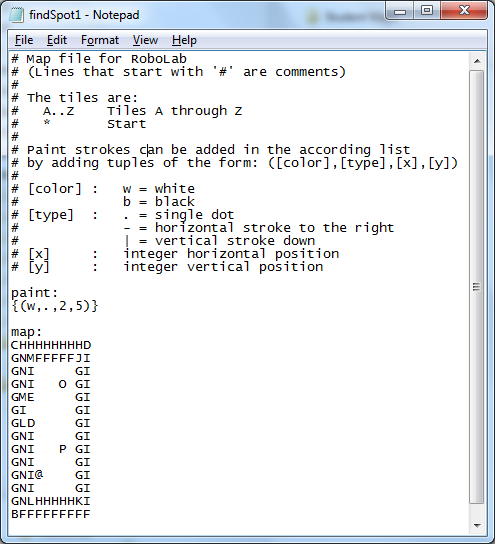 findSpot1 - Notepad
File Edit Format View Help
# Map file for RoboLab
# (Lines that start with '#' are comments)
#
# The tiles are:
#   A..Z    Tiles A through Z
#   *       Start
#
# Paint strokes can be added in the according list
# by adding tuples of the form: ([color],[type],[x],[y])
#
# [color] :   w = white
#             b = black
# [type]  :   . = single dot
#             - = horizontal stroke to the right
#             | = vertical stroke down
# [x]     :   integer horizontal position
# [y]     :   integer vertical position
paint:
{(w,.,2,5)}
map:
CHHHHHHHHD
GNMFFFFFJI
GNI     GI
GNI   O GI
GME     GI
GI      GI
GLD     GI
GNI     GI
GNI   P GI
GNI     GI
GNI@    GI
GNI     GI
GNLHHHHHKI
BFFFFFFFFF